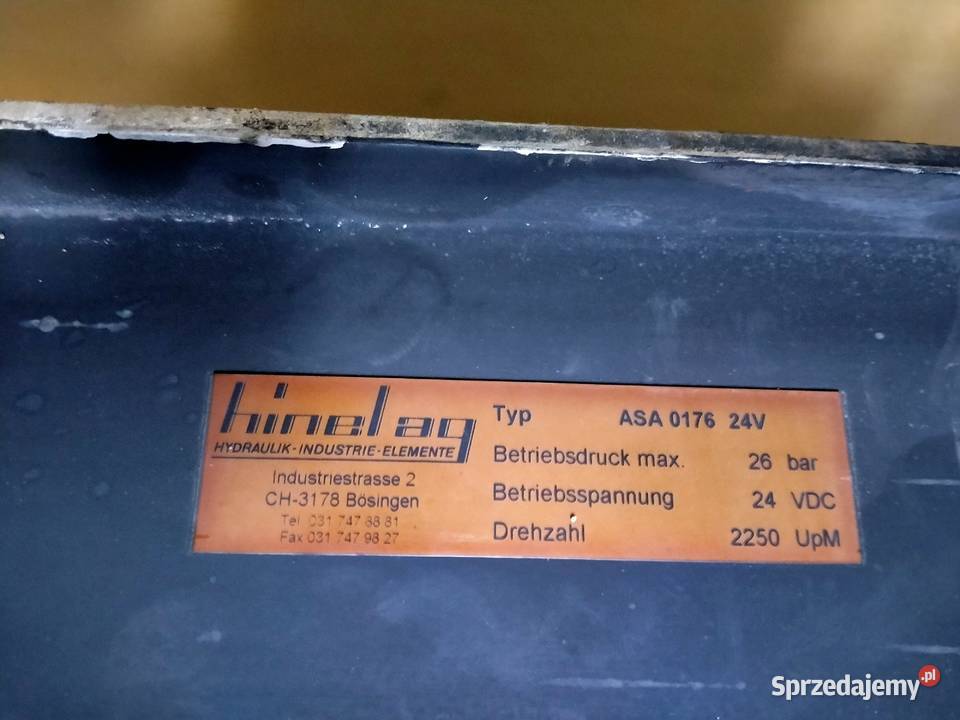 hinel ag
HYDRAULIK-INDUSTRIE-ELEMENTE
Industriestrasse 2
CH-3178 Bösingen
Tel 031 747 88 81
Fax 031 747 98 27
Typ ASA 0176 24V
Betriebsdruck max. 26 bar
Betriebsspannung 24 VDC
Drehzahl 2250 UpM
Sprzedajemy.pl